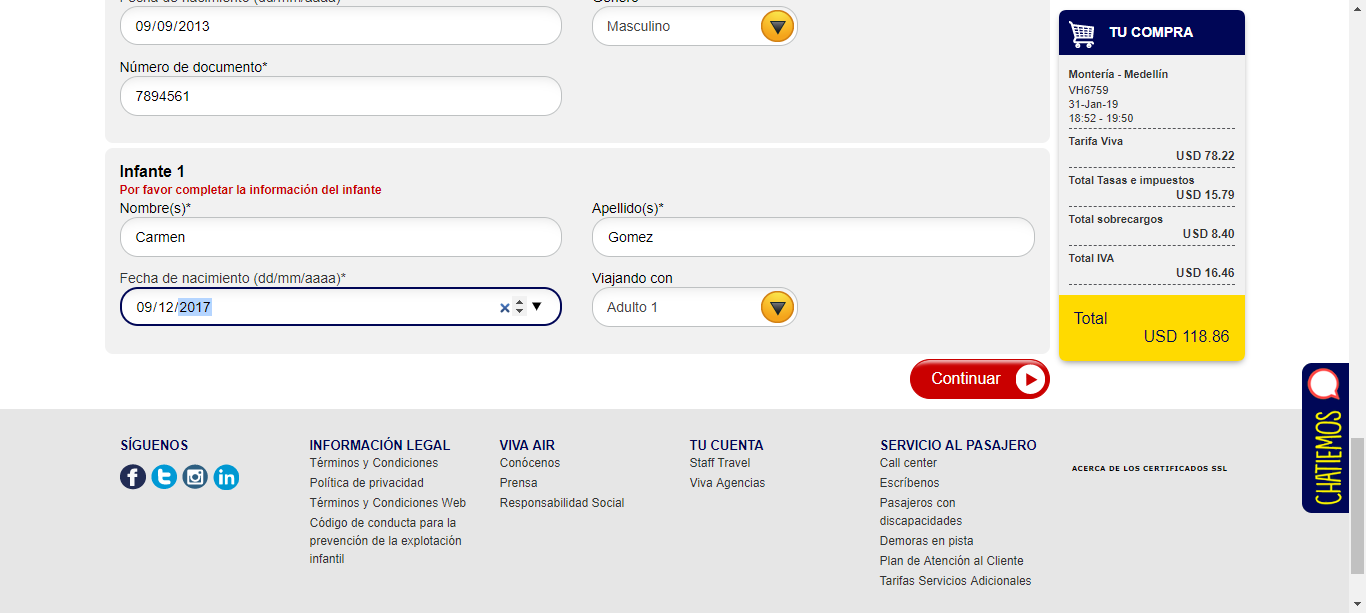 Fecha de nacimiento (dd/mm/aaaa)*
Género
09/09/2013
Masculino
Número de documento*
7894561
Infante 1
Por favor completar la información del infante
Nombre(s)*
Apellido(s)*
Carmen
Gomez
Fecha de nacimiento (dd/mm/aaaa)*
Viajando con
09/12/2017
Adulto 1
Continuar
TU COMPRA
Montería - Medellín
VH6759
31-Jan-19
18:52 - 19:50
Tarifa Viva
USD 78.22
Total Tasas e impuestos
USD 15.79
Total sobrecargos
USD 8.40
Total IVA
USD 16.46
Total
USD 118.86
CHATIEMOS
SÍGUENOS
INFORMACIÓN LEGAL
Términos y Condiciones
Política de privacidad
Términos y Condiciones Web
Código de conducta para la
prevención de la explotación
infantil
VIVA AIR
Conócenos
Prensa
Responsabilidad Social
TU CUENTA
Staff Travel
Viva Agencias
SERVICIO AL PASAJERO
Call center
Escríbenos
Pasajeros con
discapacidades
Demoras en pista
Plan de Atención al Cliente
Tarifas Servicios Adicionales
ACERCA DE LOS CERTIFICADOS SSL